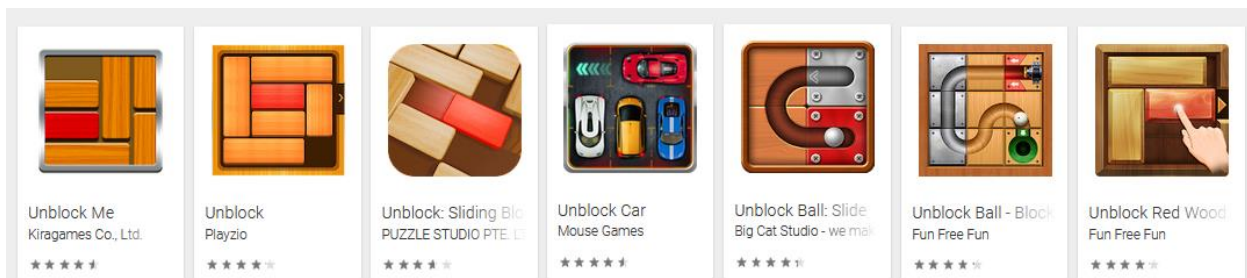 Unblock Me
Kiragames Co., Ltd.
Unblock
Playzio
Unblock: Sliding Blo
PUZZLE STUDIO PTE. LT
Unblock Car
Mouse Games
Unblock Ball: Slide
Big Cat Studio - we mak
Unblock Ball - Block
Fun Free Fun
Unblock Red Wood
Fun Free Fun